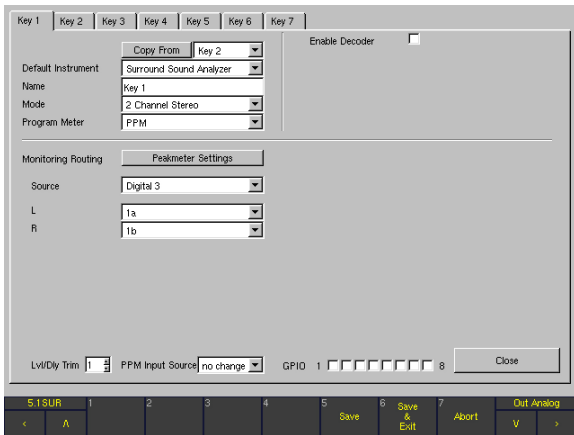 Key 1 Key 2 Key 3 Key 4 Key 5 Key 6 Key 7
Copy From Key 2 Enable Decoder
Default Instrument Surround Sound Analyzer
Name Key 1
Mode 2 Channel Stereo
Program Meter PPM
Monitoring Routing Peakmeter Settings
Source Digital 3
L 1a
R 1b
Lvl/Dly Trim 1 PPM Input Source no change GPIO 1 8 Close
5.1SUR 1 2 3 4 5 6 7 Out Analog
< Λ Save Save & Exit Abort V >